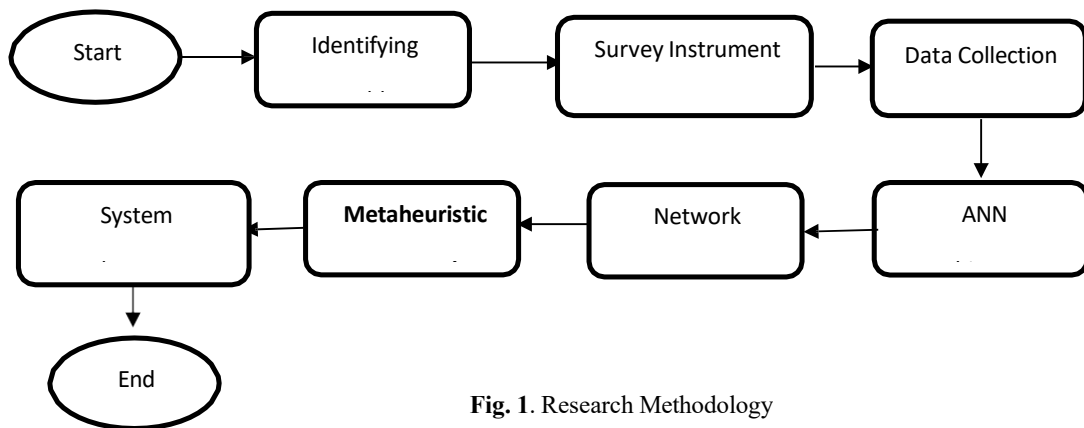 Start
Identifying
Survey Instrument
Data Collection
ANN
Network
Metaheuristic
System
End
Fig. 1. Research Methodology